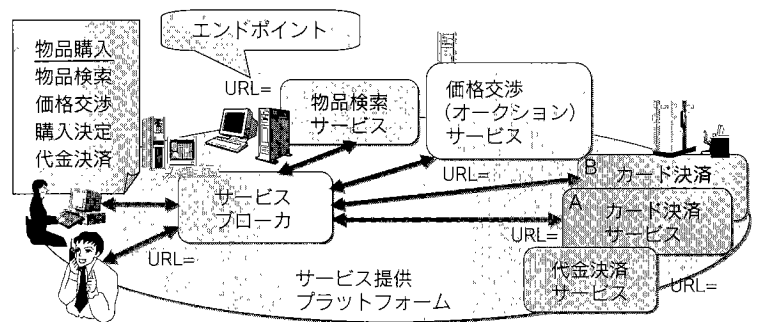 物品購入
物品検索
価格交渉
購入決定
代金決済
エンドポイント
URL=
物品検索
サービス
価格交渉
(オークション)
サービス
URL=
サービス
ブローカ
URL=
B
カード決済
A
カード決済
サービス
URL=
代金決済
サービス
URL=
サービス提供
プラットフォーム